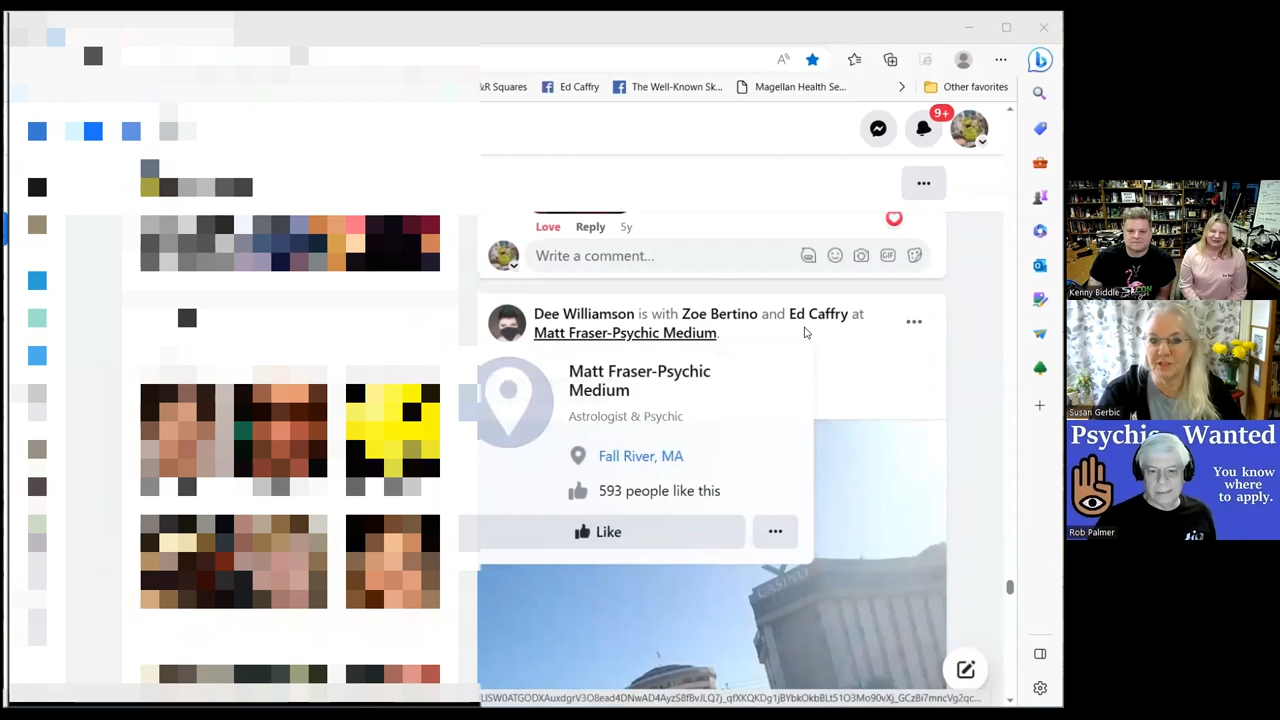 &R Squares
Ed Caffry
The Well-Known Sk...
Magellan Health Se...
Other favorites
9+
Love Reply 5y
Write a comment...
GIF
Dee Williamson is with Zoe Bertino and Ed Caffry at
Matt Fraser-Psychic Medium.
Matt Fraser-Psychic
Medium
Astrologist & Psychic
Fall River, MA
593 people like this
Like
CASINO
Kenny Biddle
Susan Gerbic
Psychic Wanted
You know
where
to apply.
Rob Palmer